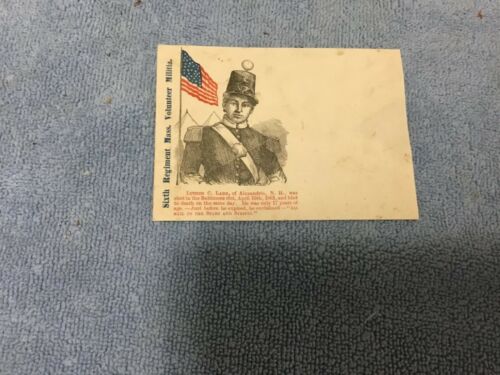 Sixth Regiment Mass. Volunteer Militia.
Luther C. Ladd, of Alexandria, N. H., was
shot in the Baltimore riot, April 19th, 1861, and bled
to death on the same day. He was only 17 years of
age.—Just before he expired, he exclaimed—"All
hail to the Stars and Stripes."